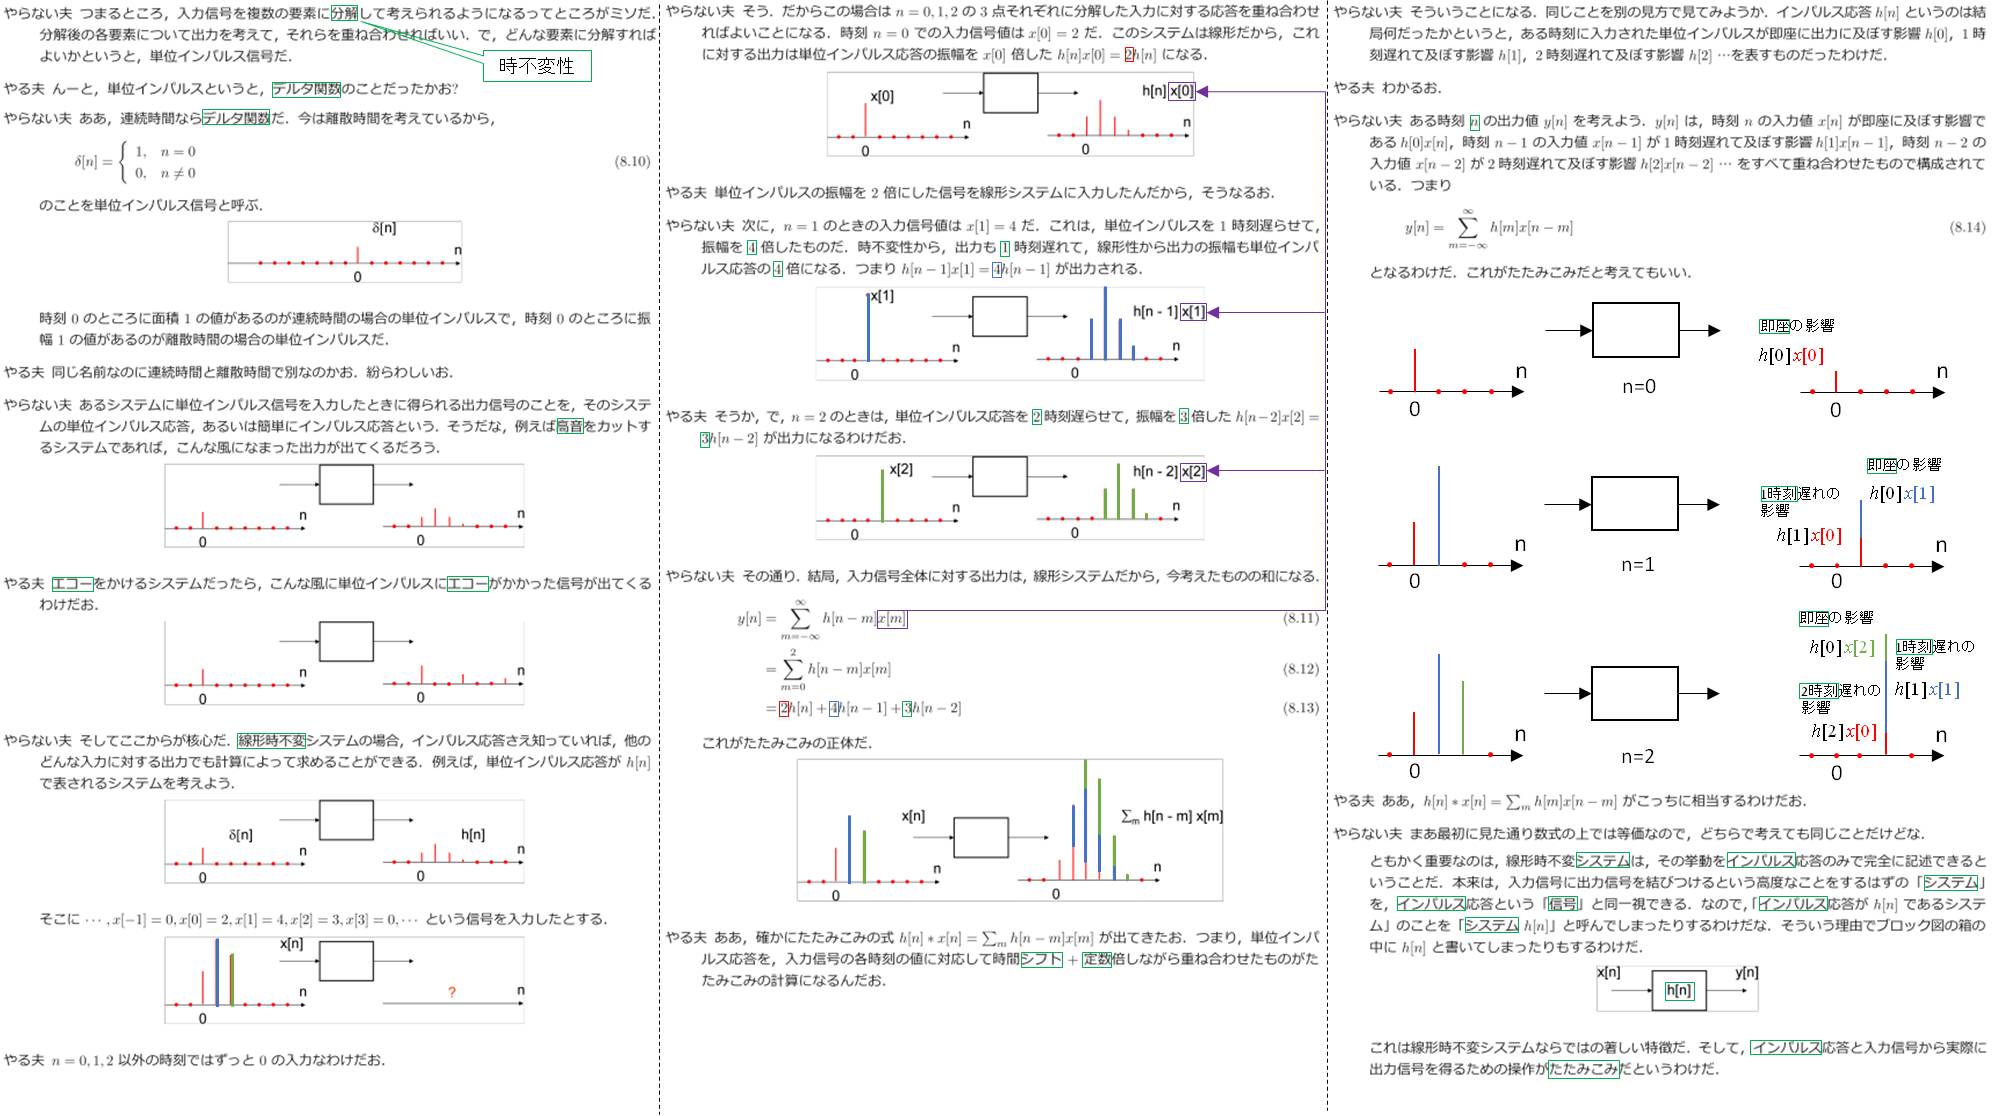 やらない夫 つまるところ，入力信号を複数の要素に分解して考えられるようになるってところがミソだ．
分解後の各要素について出力を考えて，それらを重ね合わせればいい．で，どんな要素に分解すれば
よいかというと，単位インパルス信号だ．
時不変性
やる夫 んーと，単位インパルスというと，デルタ関数のことだったかお?
やらない夫 ああ，連続時間ならデルタ関数だ．今は離散時間を考えているから，
δ[n] = { 1, n = 0
0, n ≠ 0 (8.10)
のことを単位インパルス信号と呼ぶ．
δ[n]
n
0
時刻 0 のところに面積 1 の値があるのが連続時間の場合の単位インパルスで，時刻 0 のところに振
幅 1 の値があるのが離散時間の場合の単位インパルスだ．
やる夫 同じ名前なのに連続時間と離散時間で別なのかお．紛らわしいお．
やらない夫 あるシステムに単位インパルス信号を入力したときに得られる出力信号のことを，そのシステ
ムの単位インパルス応答，あるいは簡単にインパルス応答という．そうだな，例えば高音をカットす
るシステムであれば，こんな風になまった出力が出てくるだろう．
n n
0 0
やる夫 エコーをかけるシステムだったら，こんな風に単位インパルスにエコーがかかった信号が出てくる
わけだお．
n n
0 0
やらない夫 そしてここからが核心だ．線形時不変システムの場合，インパルス応答さえ知っていれば，他の
どんな入力に対する出力でも計算によって求めることができる．例えば，単位インパルス応答が h[n]
で表されるシステムを考えよう．
δ[n] h[n]
n n
0 0
そこに ··· , x[−1] = 0, x[0] = 2, x[1] = 4, x[2] = 3, x[3] = 0, ··· という信号を入力したとする．
x[n]
n ? n
0
やる夫 n = 0, 1, 2 以外の時刻ではずっと 0 の入力なわけだお．
やらない夫 そう．だからこの場合は n = 0, 1, 2 の 3 点それぞれに分解した入力に対する応答を重ね合わせ
ればよいことになる．時刻 n = 0 での入力信号値は x[0] = 2 だ．このシステムは線形だから，これ
に対する出力は単位インパルス応答の振幅を x[0] 倍した h[n]x[0] = 2h[n] になる．
x[0] h[n] x[0]
n n
0 0
やる夫 単位インパルスの振幅を 2 倍にした信号を線形システムに入力したんだから，そうなるお．
やらない夫 次に，n = 1 のときの入力信号値は x[1] = 4 だ．これは，単位インパルスを 1 時刻遅らせて，
振幅を 4 倍したものだ．時不変性から，出力も 1 時刻遅れて，線形性から出力の振幅も単位インパ
ルス応答の 4 倍になる．つまり h[n − 1]x[1] = 4h[n − 1] が出力される．
x[1] h[n - 1] x[1]
n n
0 0
やる夫 そうか，で，n = 2 のときは，単位インパルス応答を 2 時刻遅らせて，振幅を 3 倍した h[n−2]x[2] =
3h[n − 2] が出力になるわけだお．
x[2] h[n - 2] x[2]
n n
0 0
やらない夫 その通り．結局，入力信号全体に対する出力は，線形システムだから，今考えたものの和になる．
y[n] = ∑_{m=−∞}^{∞} h[n − m]x[m] (8.11)
= ∑_{m=0}^{2} h[n − m]x[m] (8.12)
= 2h[n] + 4h[n − 1] + 3h[n − 2] (8.13)
これがたたみこみの正体だ．
x[n] ∑m h[n - m] x[m]
n n
0 0
やる夫 ああ，確かにたたみこみの式 h[n] ∗ x[n] = ∑_m h[n − m]x[m] が出てきたお．つまり，単位インパ
ルス応答を，入力信号の各時刻の値に対応して時間シフト + 定数倍しながら重ね合わせたものがた
たみこみの計算になるんだお．
やらない夫 そういうことになる．同じことを別の見方で見てみようか．インパルス応答 h[n] というのは結
局何だったかというと，ある時刻に入力された単位インパルスが即座に出力に及ぼす影響 h[0]，1 時
刻遅れて及ぼす影響 h[1]，2 時刻遅れて及ぼす影響 h[2] ···を表すものだったわけだ．
やる夫 わかるお．
やらない夫 ある時刻 n の出力値 y[n] を考えよう．y[n] は，時刻 n の入力値 x[n] が即座に及ぼす影響で
ある h[0]x[n]，時刻 n − 1 の入力値 x[n − 1] が 1 時刻遅れて及ぼす影響 h[1]x[n − 1]，時刻 n − 2 の
入力値 x[n − 2] が 2 時刻遅れて及ぼす影響 h[2]x[n − 2] ··· をすべて重ね合わせたもので構成されて
いる．つまり
y[n] = ∑_{m=−∞}^{∞} h[m]x[n − m] (8.14)
となるわけだ．これがたたみこみだと考えてもいい．
即座の影響
h[0]x[0]
n n
n=0
0 0
即座の影響
h[0]x[1]
1時刻遅れの
影響
h[1]x[0]
n n
n=1
0 0
即座の影響
h[0]x[2]
1時刻遅れの
影響
h[1]x[1]
2時刻遅れの
影響
h[2]x[0]
n n
n=2
0 0
やる夫 ああ，h[n] ∗ x[n] = ∑_m h[m]x[n − m] がこっちに相当するわけだお．
やらない夫 まあ最初に見た通り数式の上では等価なので，どちらで考えても同じことだけどな．
ともかく重要なのは，線形時不変システムは，その挙動をインパルス応答のみで完全に記述できると
いうことだ．本来は，入力信号に出力信号を結びつけるという高度なことをするはずの「システム」
を，インパルス応答という「信号」と同一視できる．なので，「インパルス応答が h[n] であるシステ
ム」のことを「システム h[n]」と呼んでしまったりするわけだな．そういう理由でブロック図の箱の
中に h[n] と書いてしまったりもするわけだ．
x[n] y[n]
h[n]
これは線形時不変システムならではの著しい特徴だ．そして，インパルス応答と入力信号から実際に
出力信号を得るための操作がたたみこみだというわけだ．